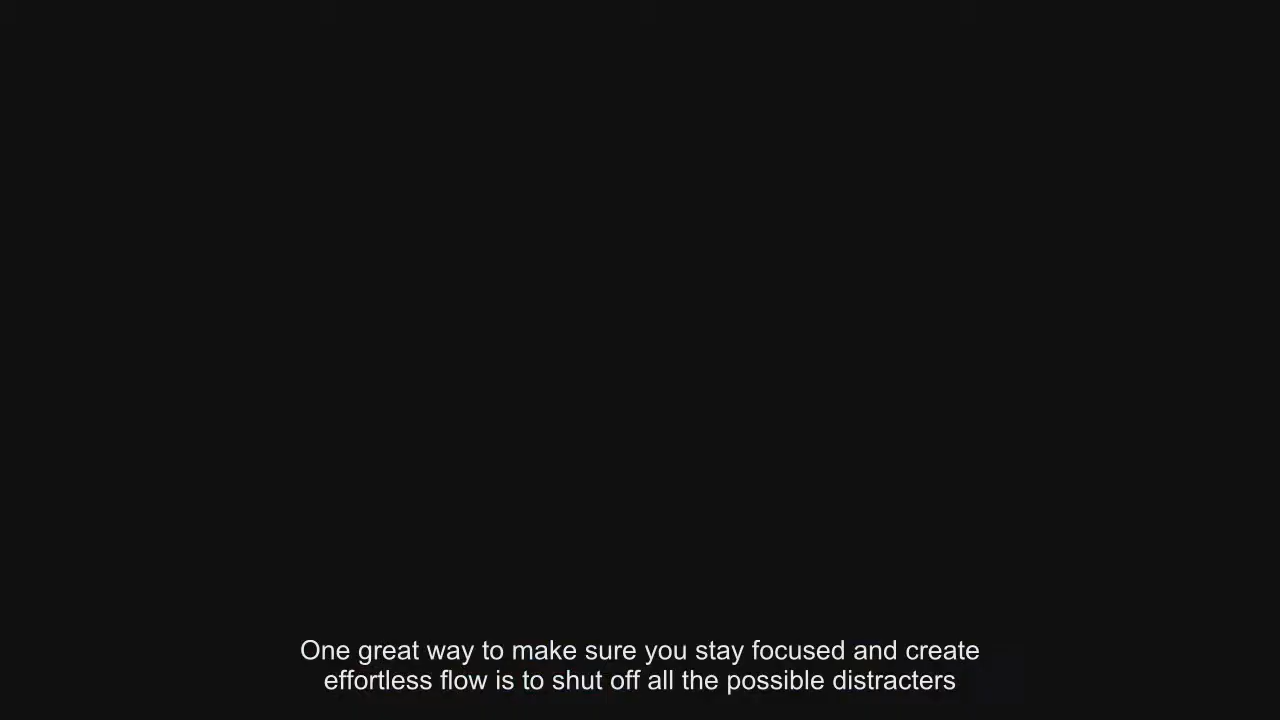 One great way to make sure you stay focused and create
effortless flow is to shut off all the possible distracters